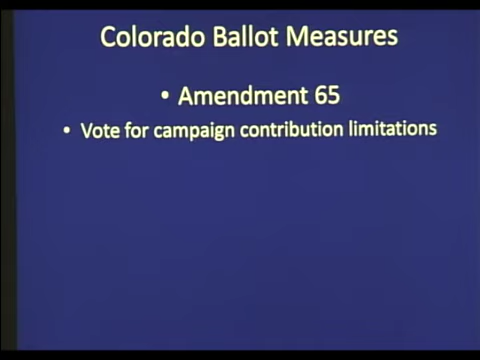 Colorado Ballot Measures
• Amendment 65
• Vote for campaign contribution limitations